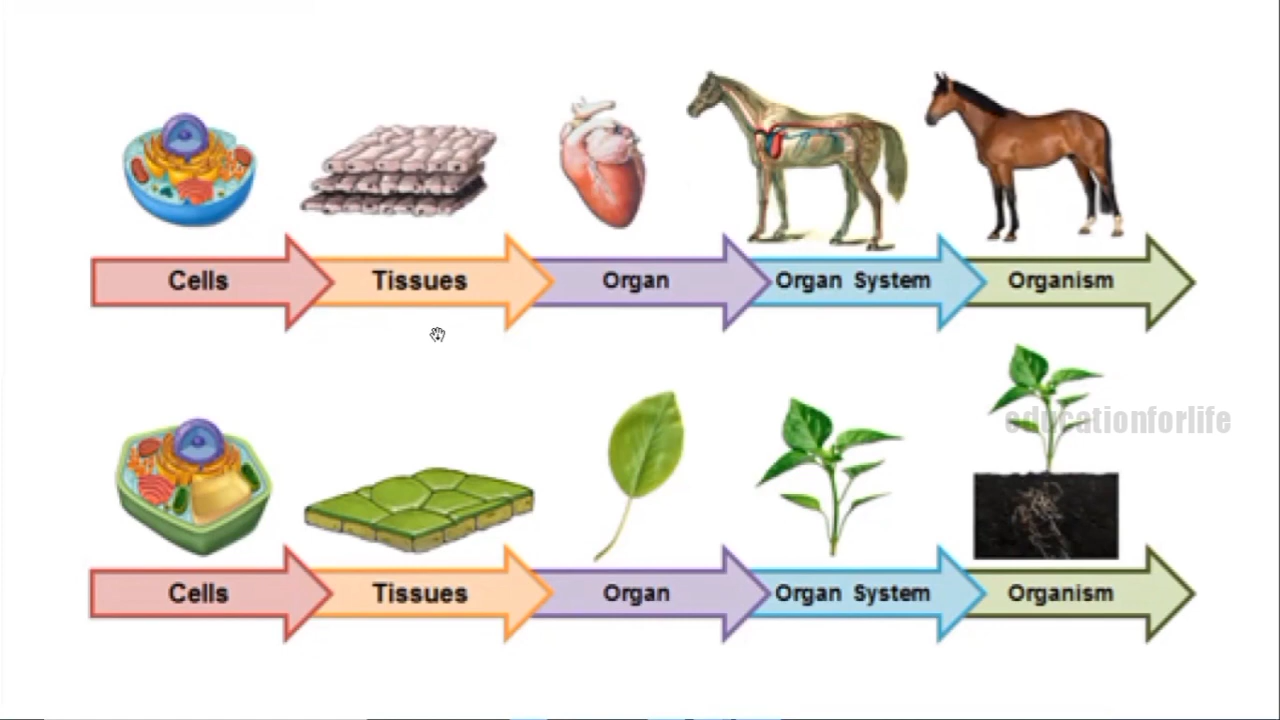 Cells Tissues Organ Organ System Organism
educationforlife
Cells Tissues Organ Organ System Organism